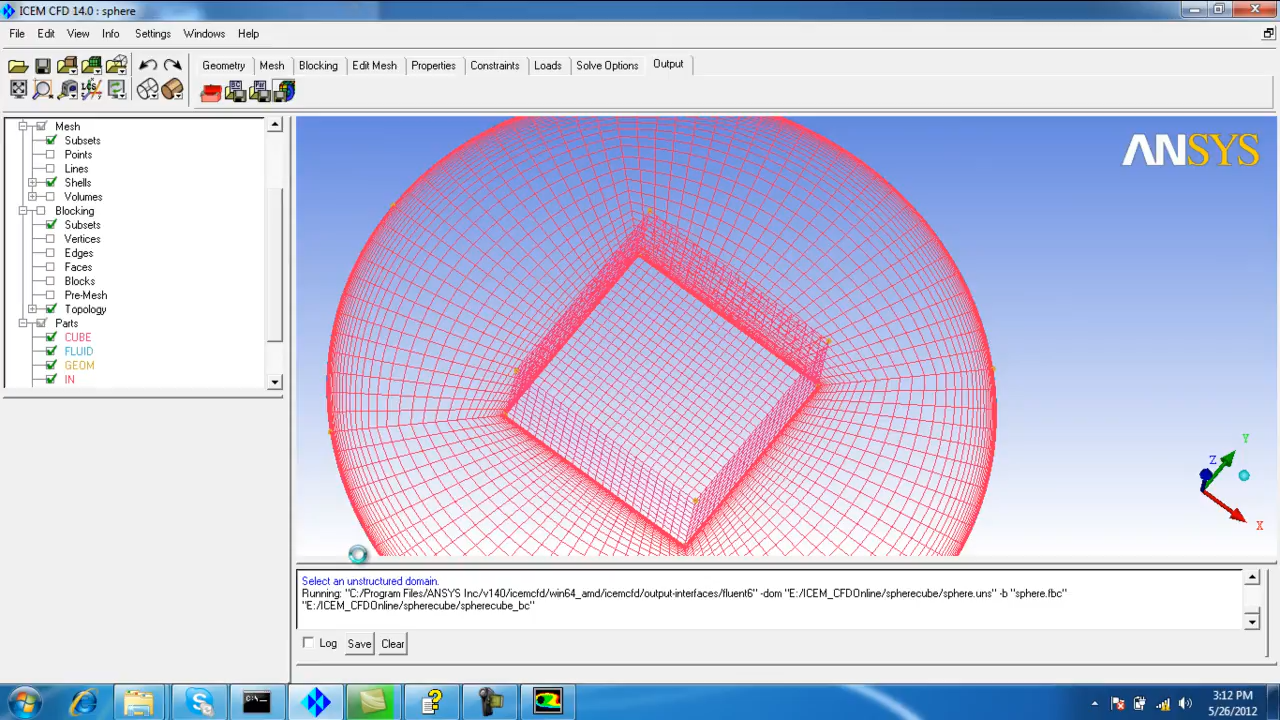 ICEM CFD 14.0 : sphere
File Edit View Info Settings Windows Help
Geometry Mesh Blocking Edit Mesh Properties Constraints Loads Solve Options Output
Mesh
Subsets
Points
Lines
Shells
Volumes
Blocking
Subsets
Vertices
Edges
Faces
Blocks
Pre-Mesh
Topology
Parts
CUBE
FLUID
GEOM
IN
ANSYS
Y
Z
X
Select an unstructured domain.
Running: "C:/Program Files/ANSYS Inc/v140/icemcfd/win64_amd/icemcfd/output-interfaces/fluent6" -dom "E:/ICEM_CFDOnline/spherecube/sphere.uns" -b "sphere.fbc"
"E:/ICEM_CFDOnline/spherecube/spherecube_bc"
Log Save Clear
3:12 PM
5/26/2012